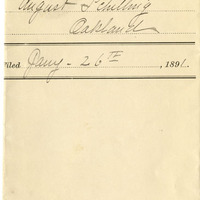 August Schilling
Oakland
Filed Jany - 26th, 1891.